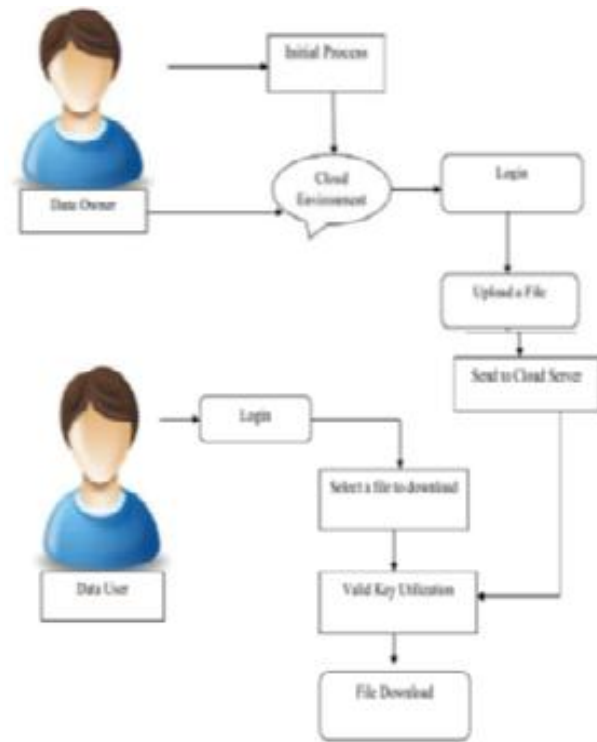 Initial Process
Cloud
Environment
Login
Data Owner
Upload a File
Send to Cloud Server
Login
Select a file to download
Data User
Valid Key Utilization
File Download